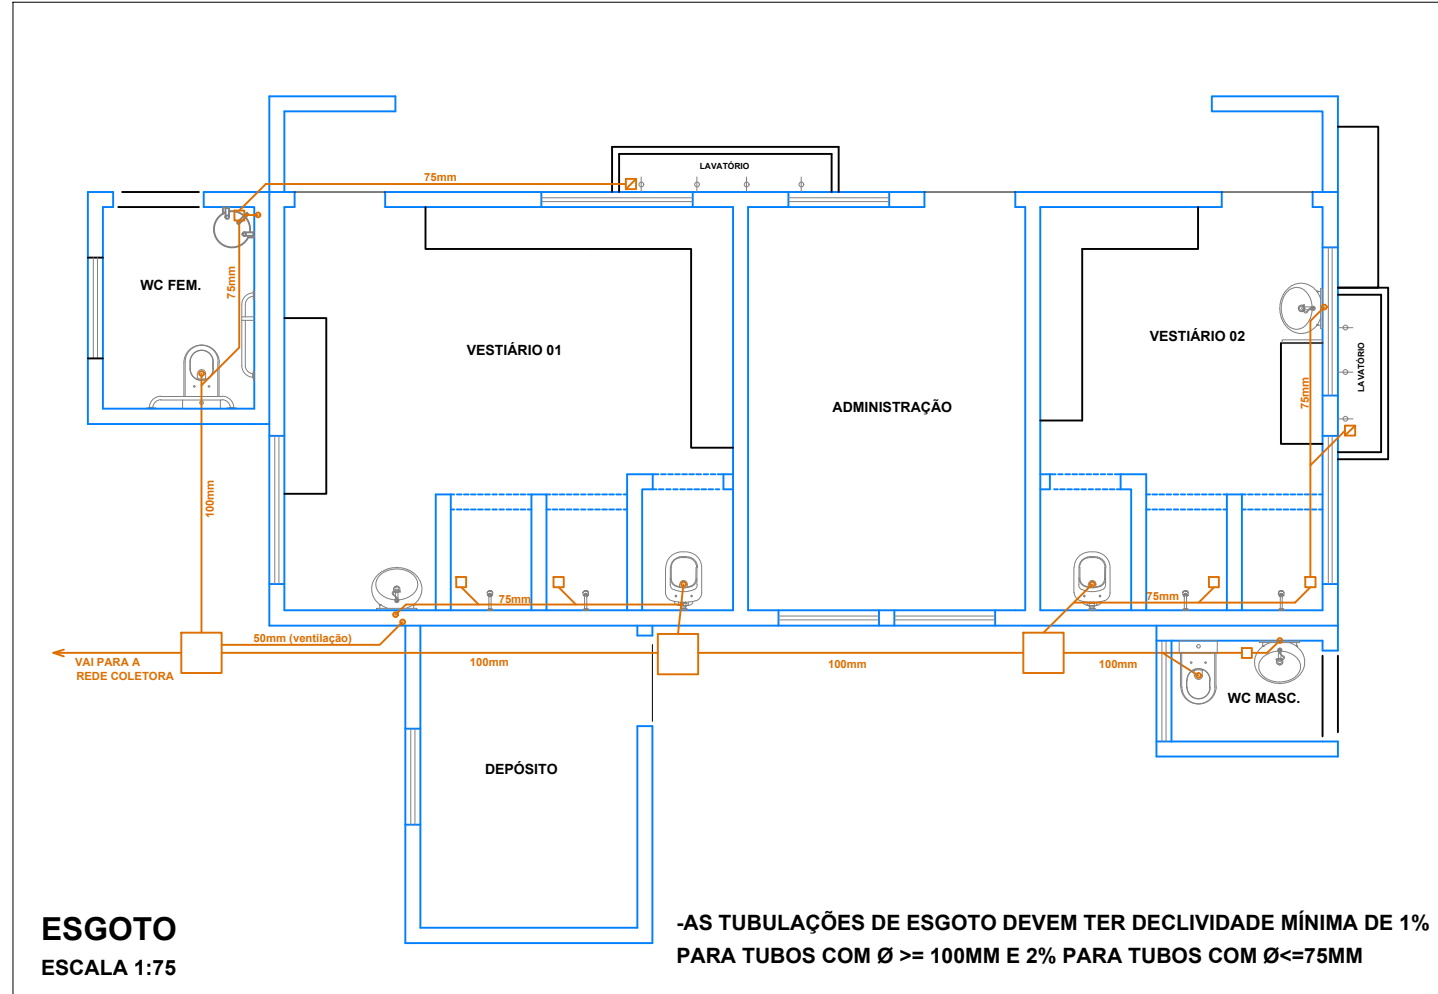 LAVATÓRIO
75mm
WC FEM.
75mm
VESTIÁRIO 01
VESTIÁRIO 02
LAVATÓRIO
75mm
ADMINISTRAÇÃO
100mm
75mm
75mm
50mm (ventilação)
VAI PARA A
REDE COLETORA
100mm
100mm
100mm
WC MASC.
DEPÓSITO
ESGOTO
ESCALA 1:75
-AS TUBULAÇÕES DE ESGOTO DEVEM TER DECLIVIDADE MÍNIMA DE 1%
PARA TUBOS COM Ø >= 100MM E 2% PARA TUBOS COM Ø<=75MM